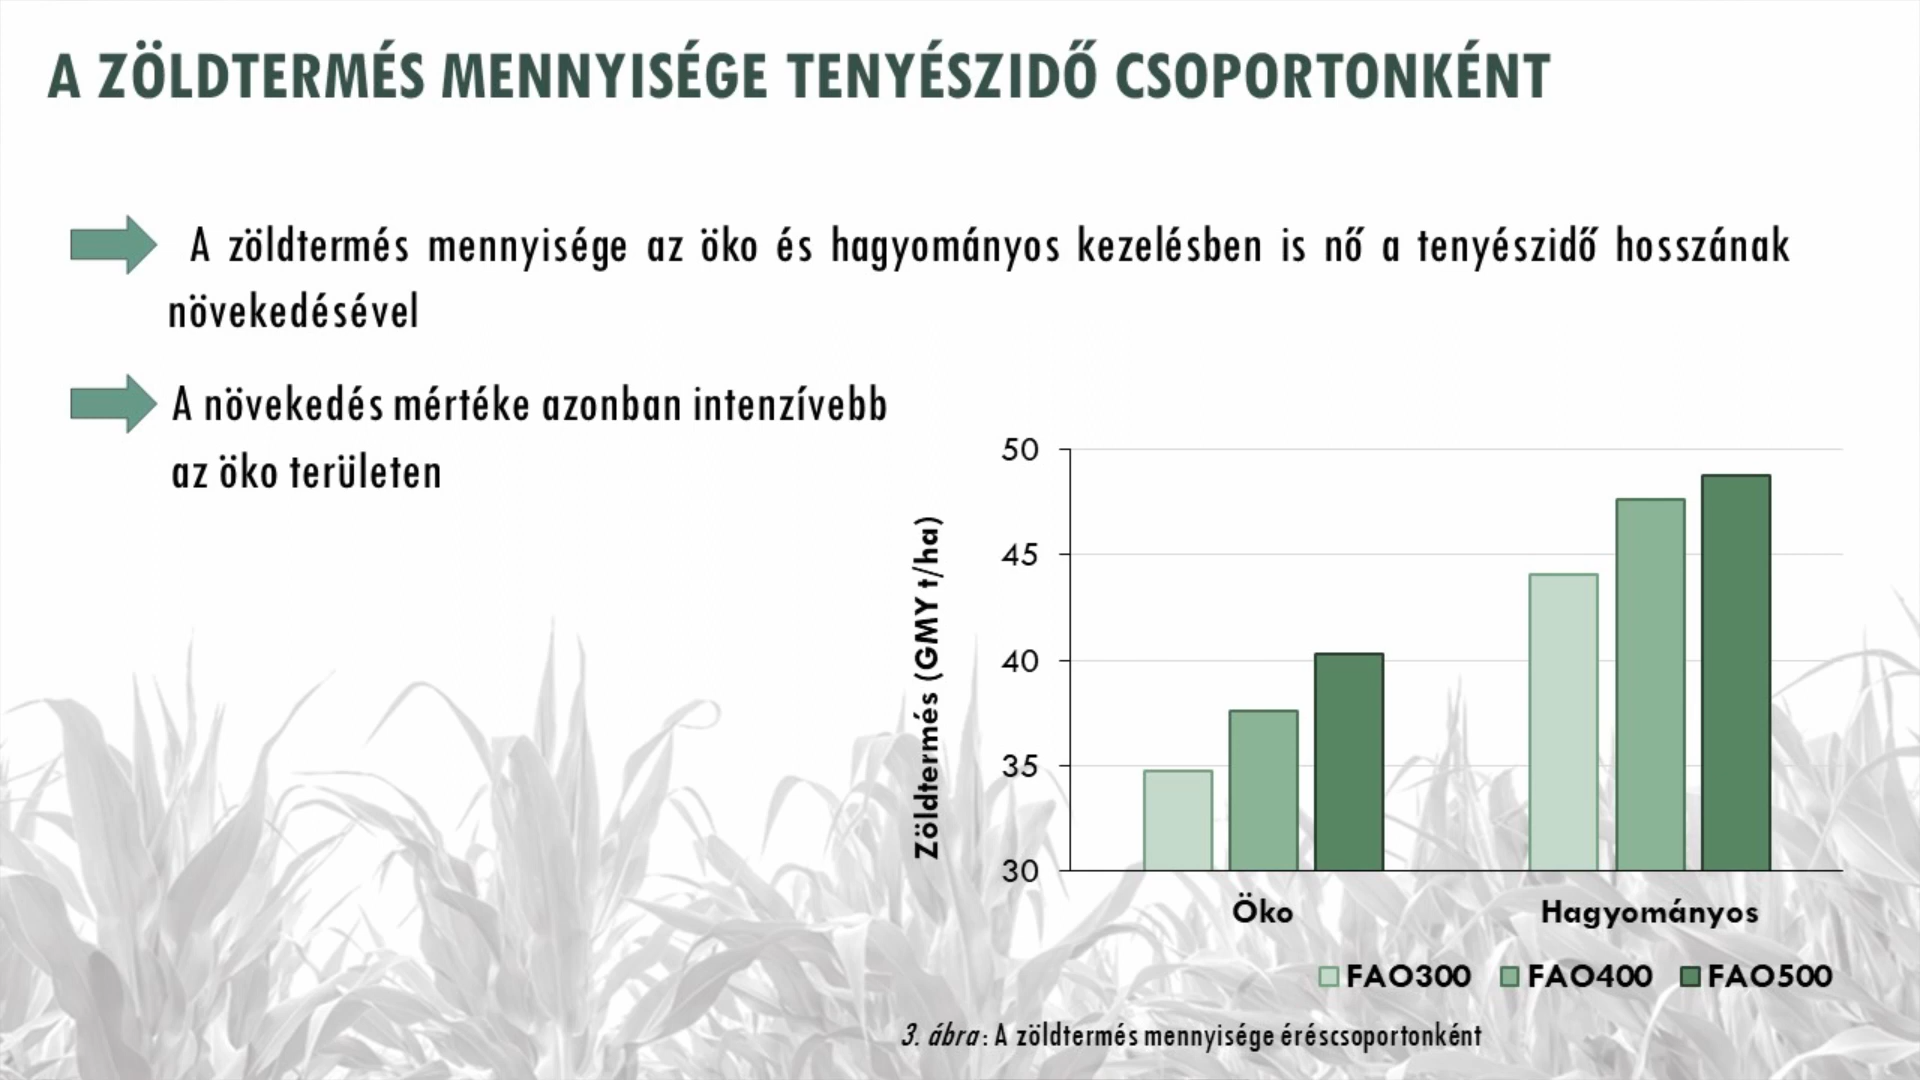 A ZÖLDTERMÉS MENNYISÉGE TENYÉSZIDŐ CSOPORTONKÉNT
A zöldtermés mennyisége az öko és hagyományos kezelésben is nő a tenyészidő hosszának
növekedésével
A növekedés mértéke azonban intenzívebb
az öko területen
Zöldtermés (GMY t/ha)
50
45
40
35
30
Öko Hagyományos
FAO300 FAO400 FAO500
3. ábra: A zöldtermés mennyisége éréscsoportonként